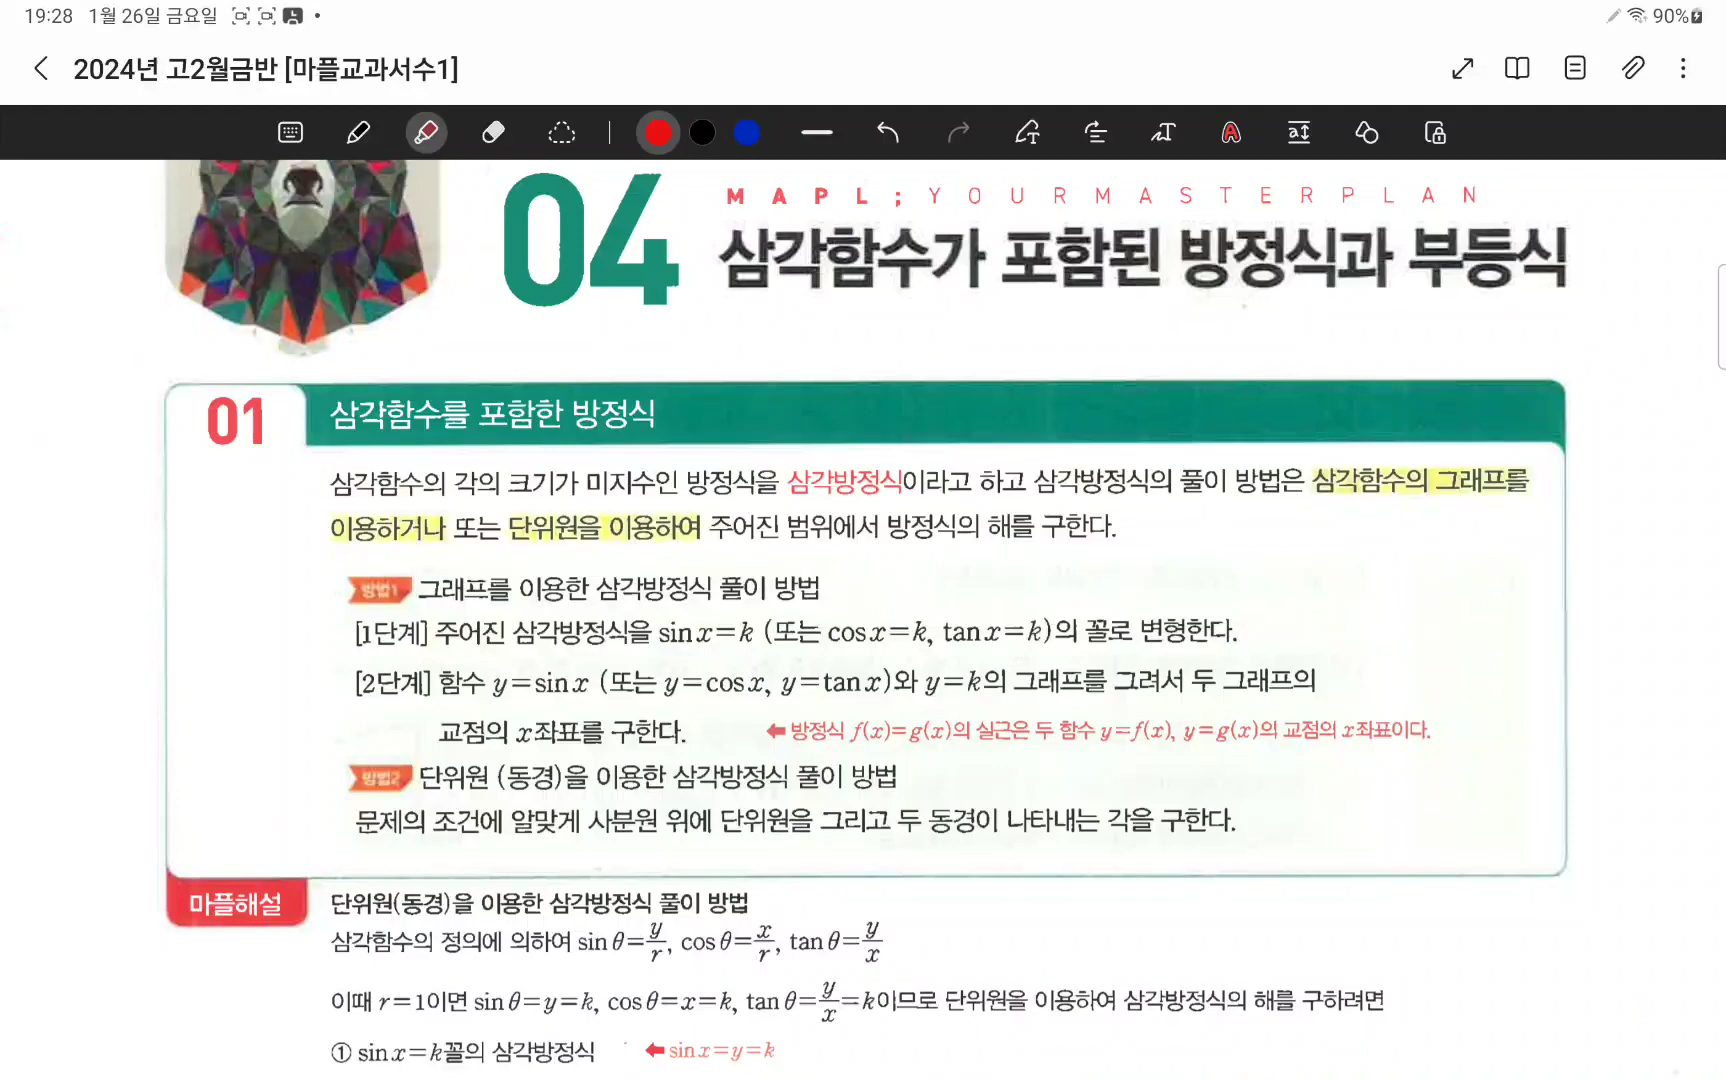 19:28 1월 26일 금요일
90%
2024년 고2월금반 [마플교과서수1]
MAPL;YOURMASTERPLAN
04 삼각함수가 포함된 방정식과 부등식
01 삼각함수를 포함한 방정식
삼각함수의 각의 크기가 미지수인 방정식을 삼각방정식이라고 하고 삼각방정식의 풀이 방법은 삼각함수의 그래프를
이용하거나 또는 단위원을 이용하여 주어진 범위에서 방정식의 해를 구한다.
방법1 그래프를 이용한 삼각방정식 풀이 방법
[1단계] 주어진 삼각방정식을 sin x=k (또는 cos x=k, tan x=k)의 꼴로 변형한다.
[2단계] 함수 y=sin x (또는 y=cos x, y=tan x)와 y=k의 그래프를 그려서 두 그래프의
교점의 x좌표를 구한다. ⬅ 방정식 f(x)=g(x)의 실근은 두 함수 y=f(x), y=g(x)의 교점의 x좌표이다.
방법2 단위원 (동경)을 이용한 삼각방정식 풀이 방법
문제의 조건에 알맞게 사분원 위에 단위원을 그리고 두 동경이 나타내는 각을 구한다.
마플해설 단위원(동경)을 이용한 삼각방정식 풀이 방법
삼각함수의 정의에 의하여 sin θ=y/r, cos θ=x/r, tan θ=y/x
이때 r=1이면 sin θ=y=k, cos θ=x=k, tan θ=y/x=k이므로 단위원을 이용하여 삼각방정식의 해를 구하려면
① sin x=k꼴의 삼각방정식 ⬅ sin x=y=k